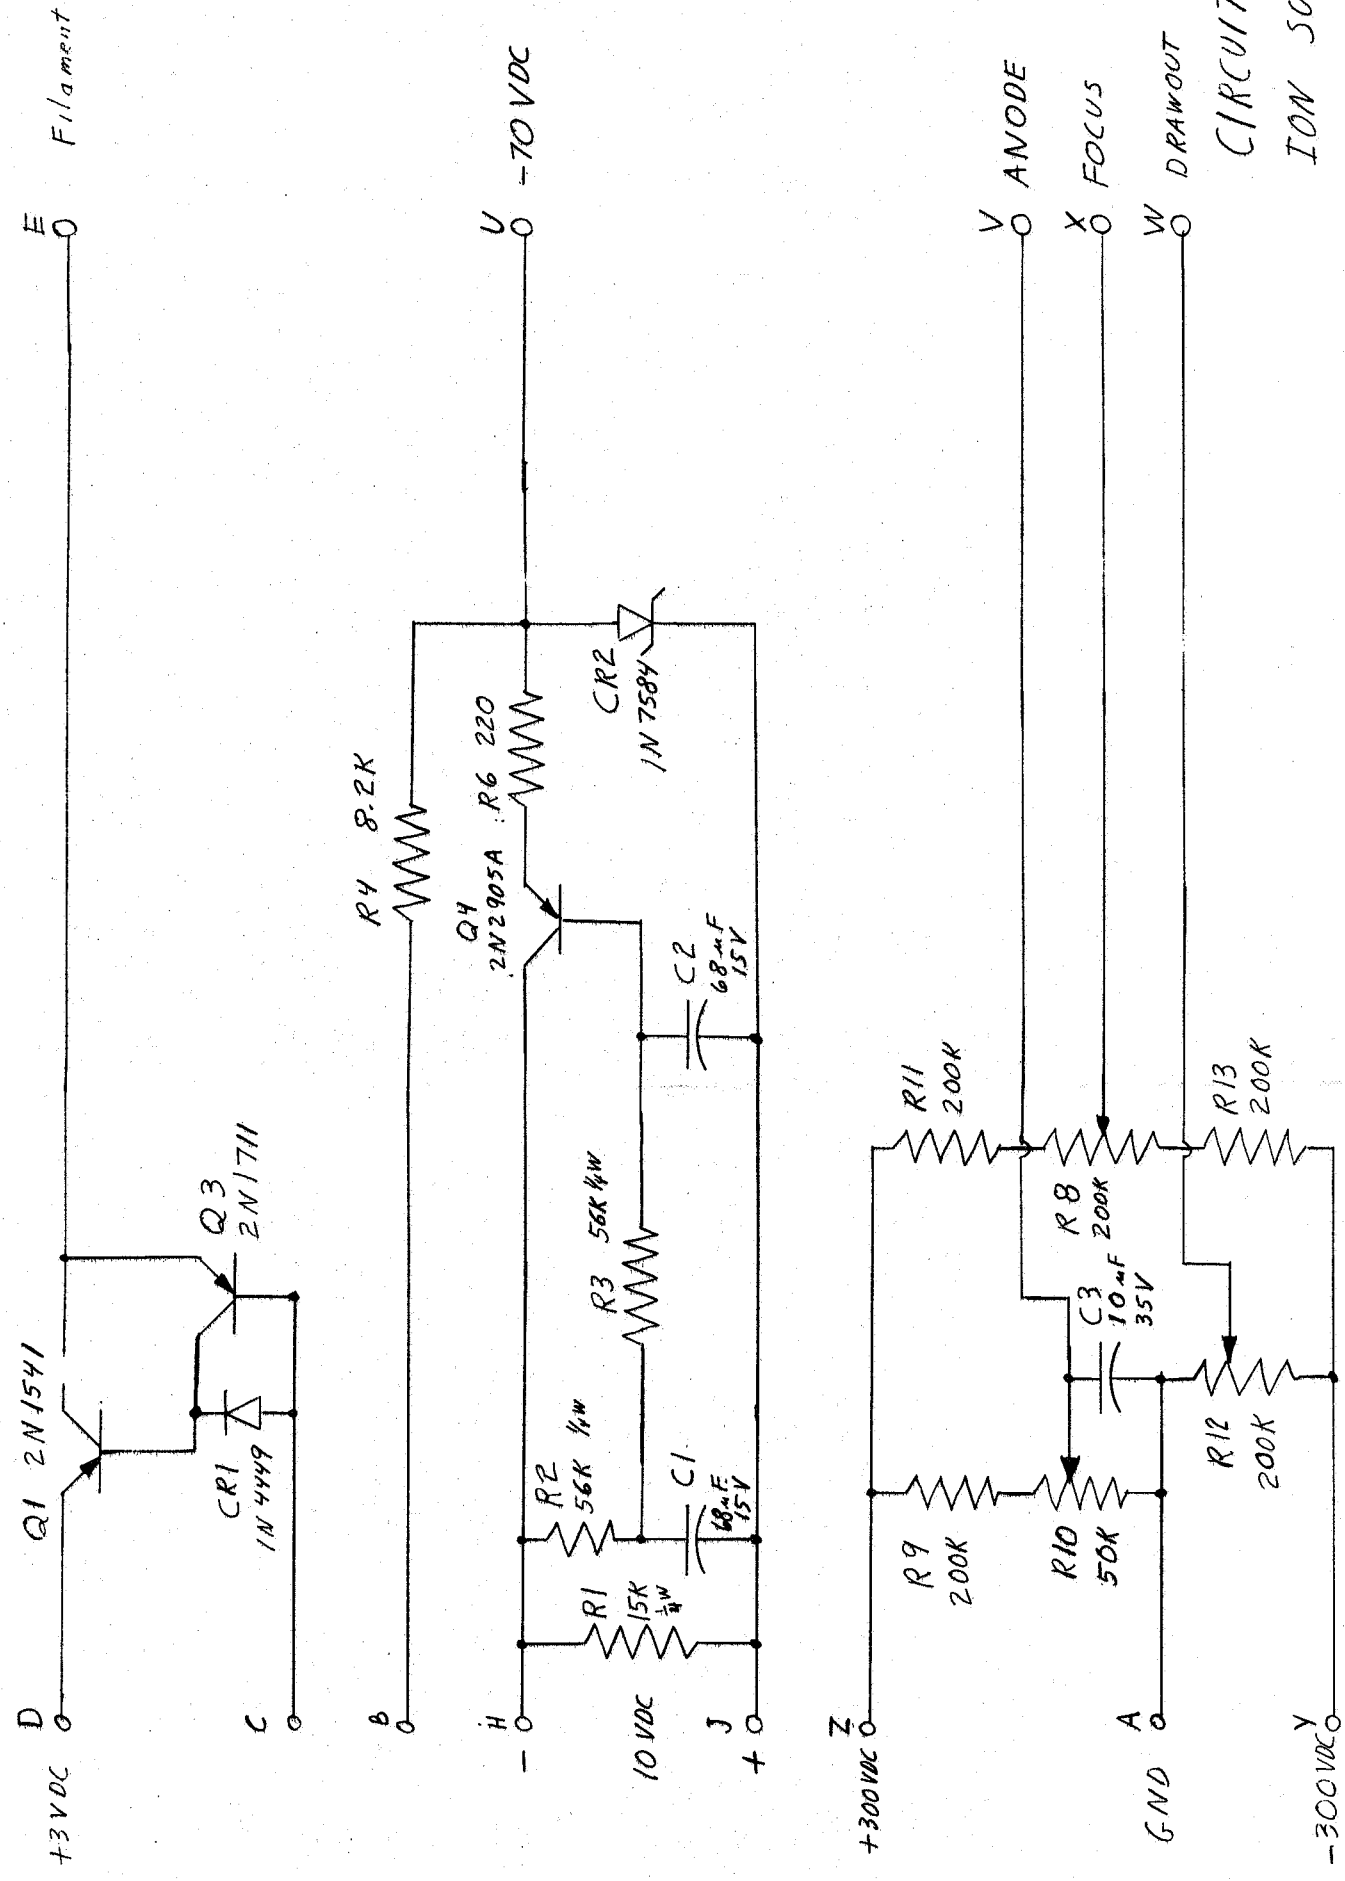 Q1 2N1541
D
+3VDC
E
Filament
Q3
2N1711
CR1
1N4449
C
B
R4 8.2K
Q4
2N2905A
R6 220
U
-70VDC
H
-
10VDC
J
+
R1
15K
¼W
R2
56K ¼W
C1
68µF
15V
R3 56K ¼W
C2
68µF
15V
CR2
1N7584
Z
+300VDC
R9
200K
R10
50K
A
GND
C3
10µF
35V
R12
200K
R11
200K
R8
200K
R13
200K
Y
-300VDC
V ANODE
X FOCUS
W DRAWOUT
CIRCUIT
ION SO